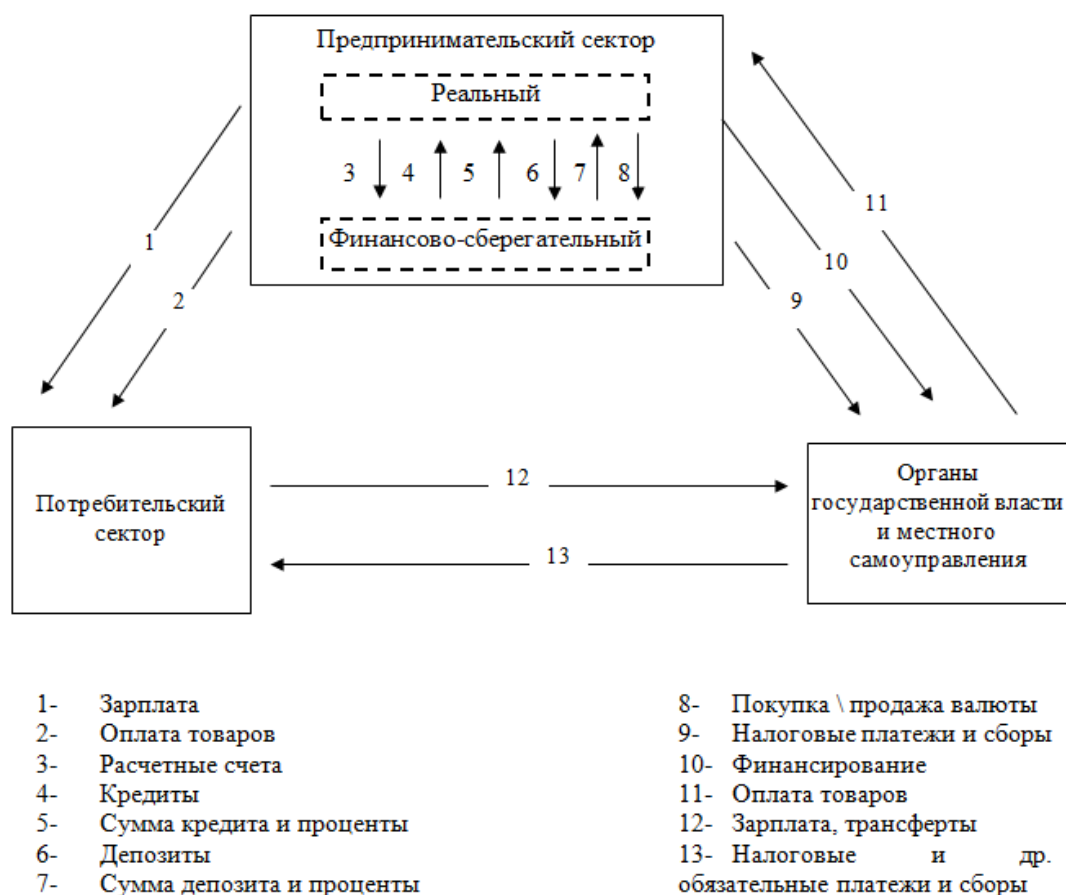 Предпринимательский сектор
Реальный
3 4 5 6 7 8
Финансово-сберегательный
1
2
11
10
9
Потребительский
сектор
12
13
Органы
государственной власти
и местного
самоуправления
1- Зарплата
2- Оплата товаров
3- Расчетные счета
4- Кредиты
5- Сумма кредита и проценты
6- Депозиты
7- Сумма депозита и проценты
8- Покупка \ продажа валюты
9- Налоговые платежи и сборы
10- Финансирование
11- Оплата товаров
12- Зарплата, трансферты
13- Налоговые и др.
обязательные платежи и сборы